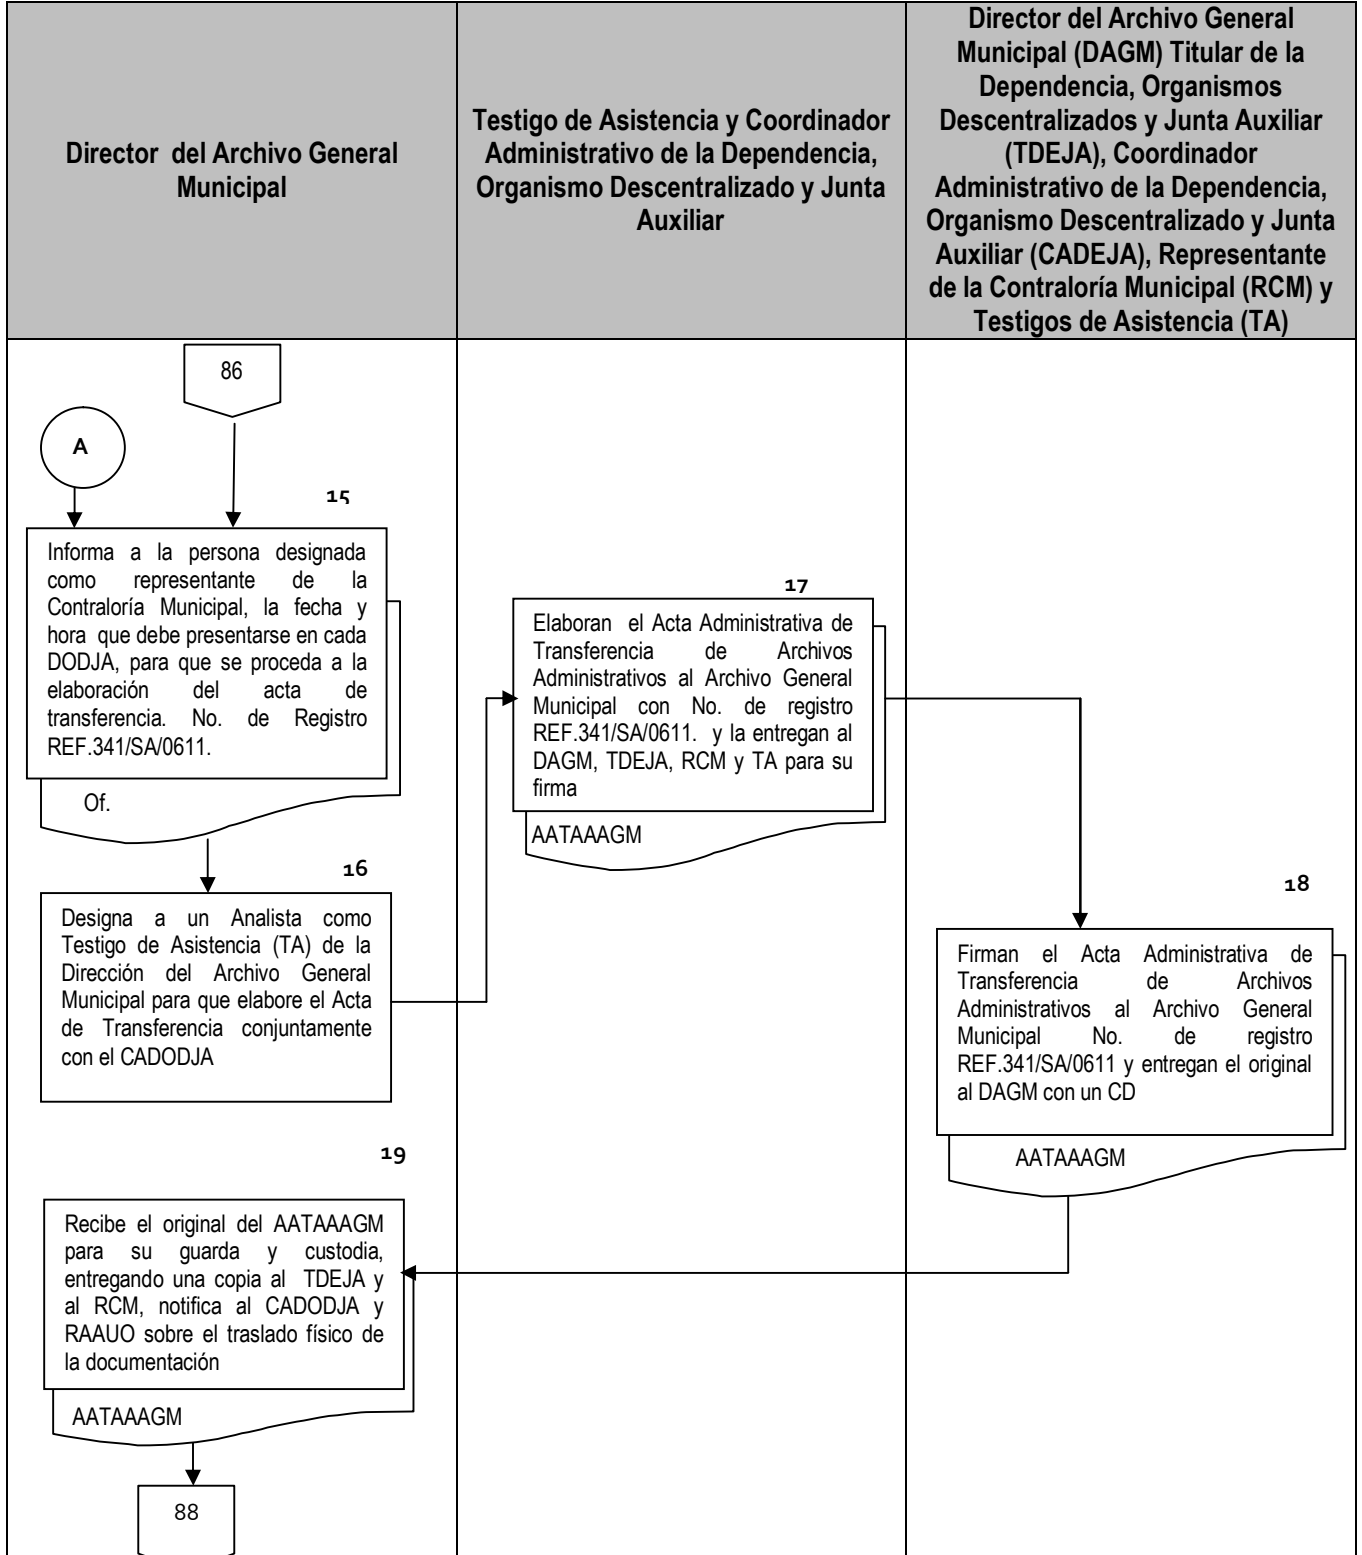 Director del Archivo General
Municipal
Testigo de Asistencia y Coordinador
Administrativo de la Dependencia,
Organismo Descentralizado y Junta
Auxiliar
Director del Archivo General
Municipal (DAGM) Titular de la
Dependencia, Organismos
Descentralizados y Junta Auxiliar
(TDEJA), Coordinador
Administrativo de la Dependencia,
Organismo Descentralizado y Junta
Auxiliar (CADEJA), Representante
de la Contraloría Municipal (RCM) y
Testigos de Asistencia (TA)
86
A
15
Informa a la persona designada
como representante de la
Contraloría Municipal, la fecha y
hora que debe presentarse en cada
DODJA, para que se proceda a la
elaboración del acta de
transferencia. No. de Registro
REF.341/SA/0611.
Of.
16
Designa a un Analista como
Testigo de Asistencia (TA) de la
Dirección del Archivo General
Municipal para que elabore el Acta
de Transferencia conjuntamente
con el CADODJA
17
Elaboran el Acta Administrativa de
Transferencia de Archivos
Administrativos al Archivo General
Municipal con No. de registro
REF.341/SA/0611. y la entregan al
DAGM, TDEJA, RCM y TA para su
firma
AATAAAGM
18
Firman el Acta Administrativa de
Transferencia de Archivos
Administrativos al Archivo General
Municipal No. de registro
REF.341/SA/0611 y entregan el original
al DAGM con un CD
AATAAAGM
19
Recibe el original del AATAAAGM
para su guarda y custodia,
entregando una copia al TDEJA y
al RCM, notifica al CADODJA y
RAAUO sobre el traslado físico de
la documentación
AATAAAGM
88